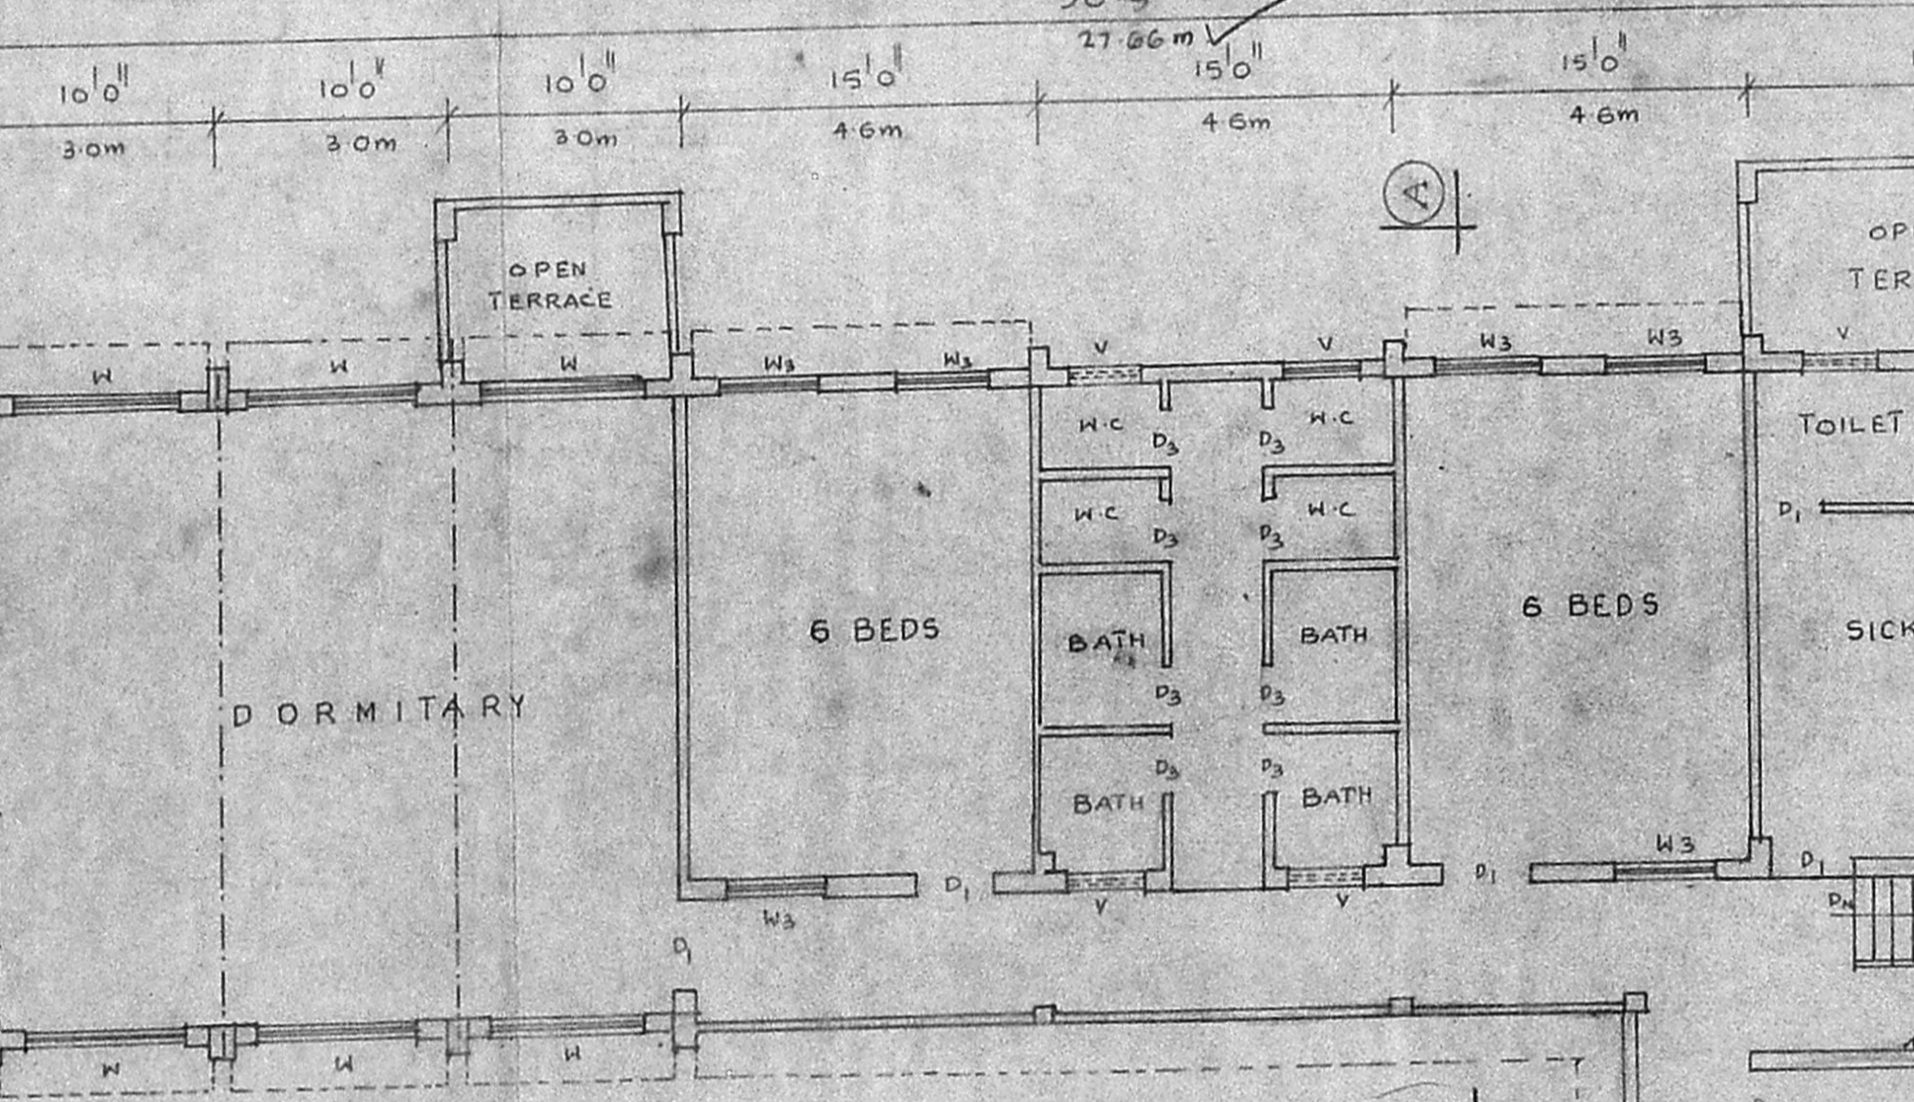 27.66 m
10'0" 10'0" 10'0" 15'0" 15'0" 15'0"
3.0m 3.0m 3.0m 4.6m 4.6m 4.6m
A
OPEN
TERRACE
OP
TER
W W W W3 W3 V V W3 W3 V
W.C D3 D3 W.C
TOILET
W.C D3 D3 W.C
D1
6 BEDS
BATH
BATH
6 BEDS
SICK
DORMITARY
D3 D3
D3 D3
BATH
BATH
W3 D1 V V D1 W3 D1
DN
D1
W W W